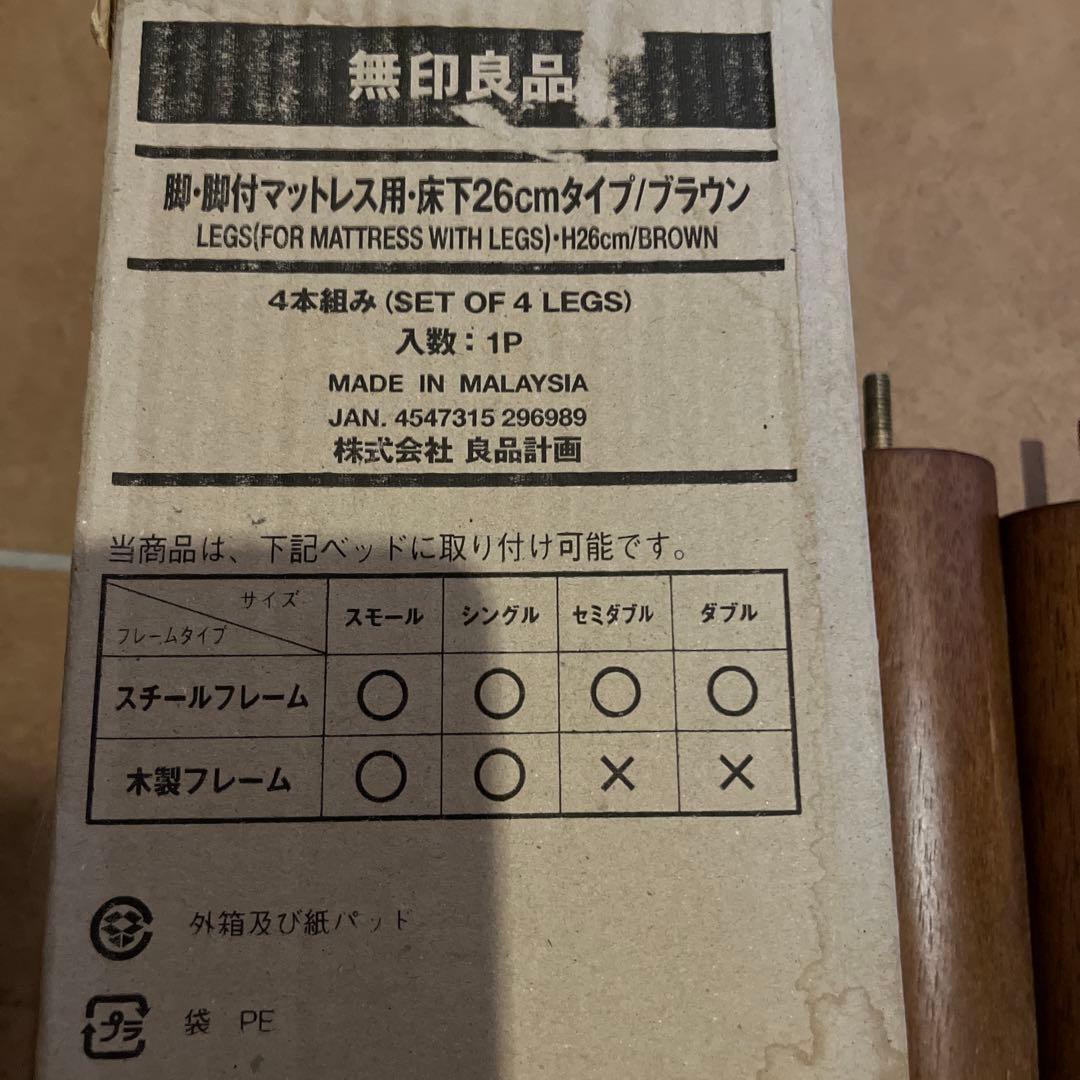 無印良品
脚・脚付マットレス用・床下26cmタイプ/ブラウン
LEGS(FOR MATTRESS WITH LEGS)・H26cm/BROWN
4本組み (SET OF 4 LEGS)
入数：1P
MADE IN MALAYSIA
JAN. 4547315 296989
株式会社 良品計画
当商品は、下記ベッドに取り付け可能です。
サイズ
フレームタイプ
スモール シングル セミダブル ダブル
スチールフレーム ○ ○ ○ ○
木製フレーム ○ ○ × ×
外箱及び紙パッド
プラ 袋 PE